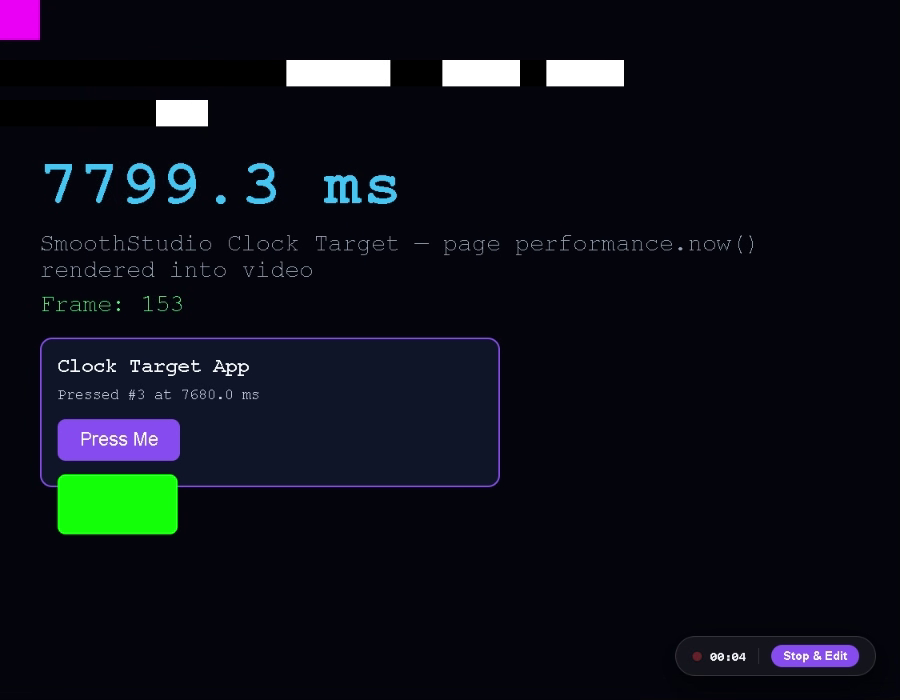 7799.3 ms
SmoothStudio Clock Target — page performance.now()
rendered into video
Frame: 153
Clock Target App
Pressed #3 at 7680.0 ms
Press Me
00:04
Stop & Edit